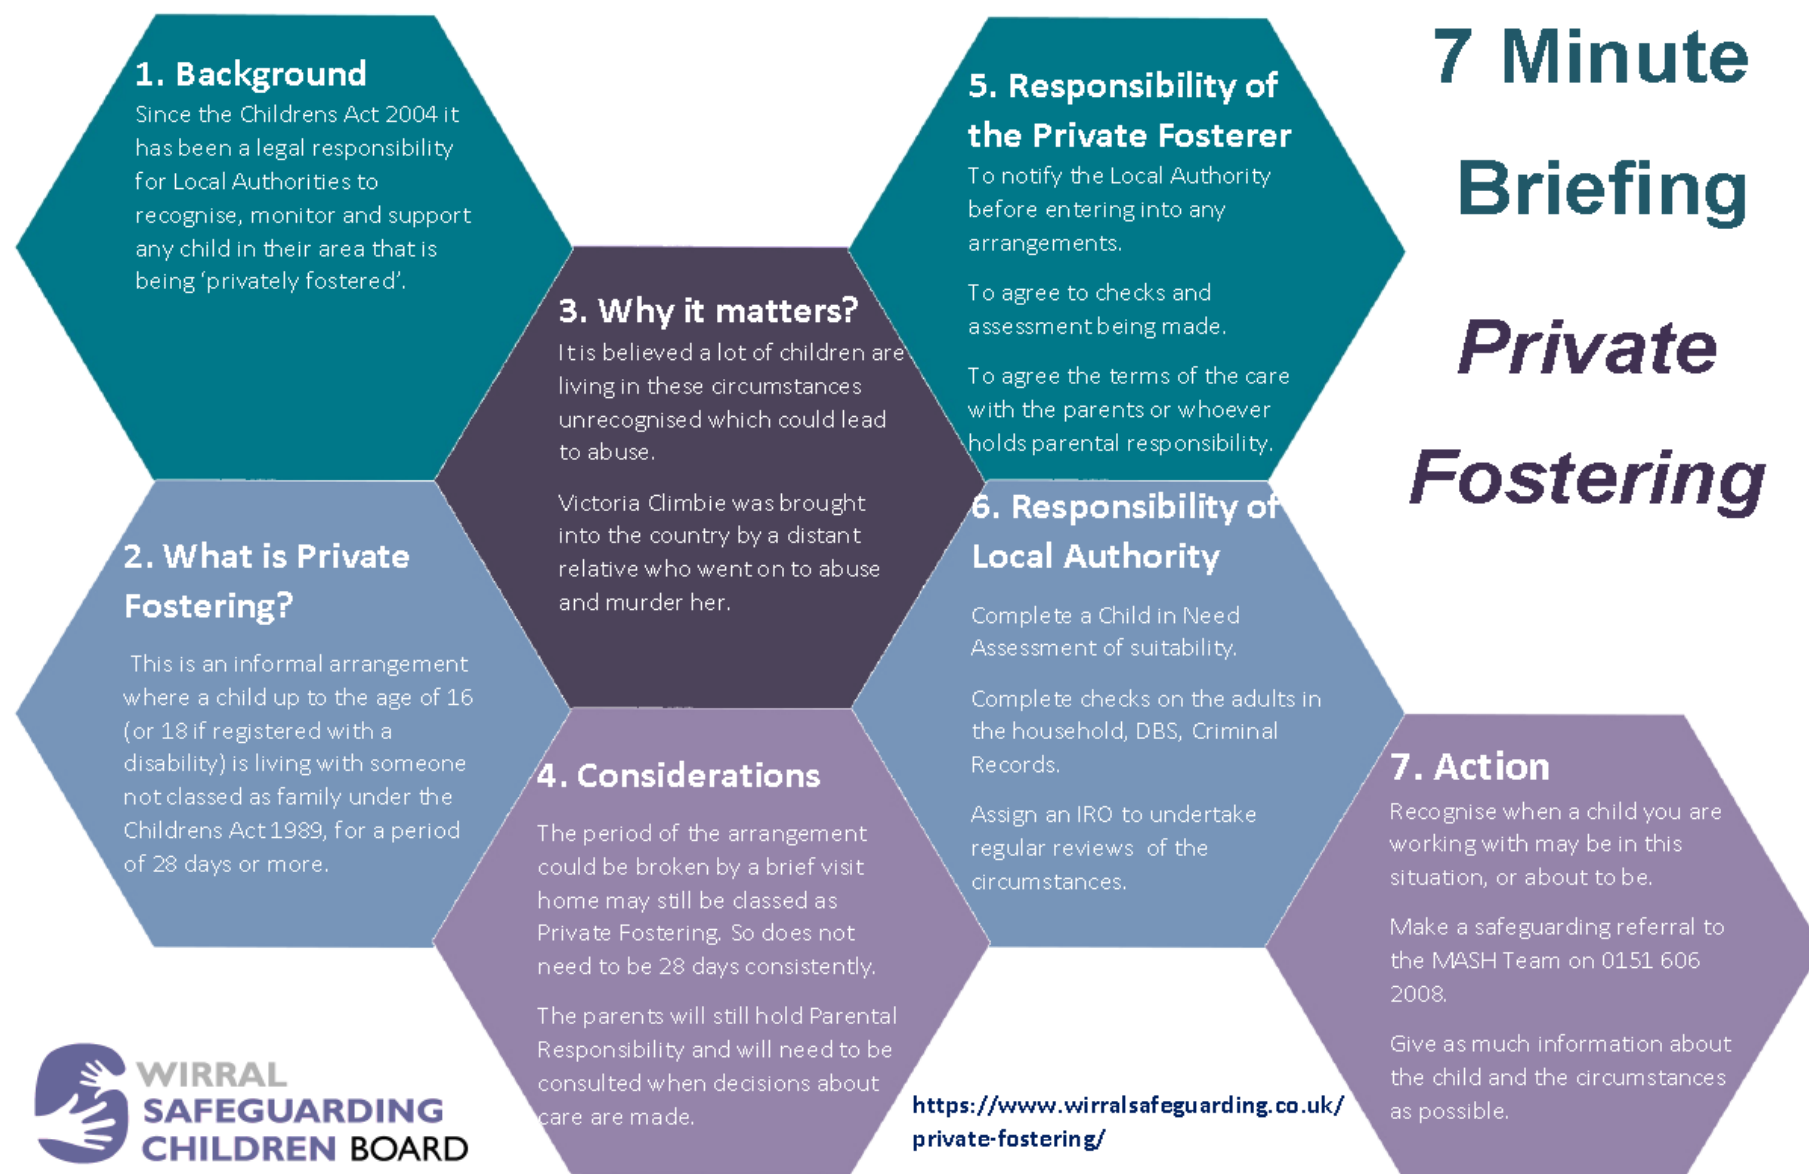 7 Minute
Briefing
Private
Fostering
1. Background
Since the Childrens Act 2004 it
has been a legal responsibility
for Local Authorities to
recognise, monitor and support
any child in their area that is
being ‘privately fostered’.
2. What is Private
Fostering?
This is an informal arrangement
where a child up to the age of 16
(or 18 if registered with a
disability) is living with someone
not classed as family under the
Childrens Act 1989, for a period
of 28 days or more.
3. Why it matters?
It is believed a lot of children are
living in these circumstances
unrecognised which could lead
to abuse.
Victoria Climbie was brought
into the country by a distant
relative who went on to abuse
and murder her.
4. Considerations
The period of the arrangement
could be broken by a brief visit
home may still be classed as
Private Fostering. So does not
need to be 28 days consistently.
The parents will still hold Parental
Responsibility and will need to be
consulted when decisions about
care are made.
5. Responsibility of
the Private Fosterer
To notify the Local Authority
before entering into any
arrangements.
To agree to checks and
assessment being made.
To agree the terms of the care
with the parents or whoever
holds parental responsibility.
6. Responsibility of
Local Authority
Complete a Child in Need
Assessment of suitability.
Complete checks on the adults in
the household, DBS, Criminal
Records.
Assign an IRO to undertake
regular reviews of the
circumstances.
7. Action
Recognise when a child you are
working with may be in this
situation, or about to be.
Make a safeguarding referral to
the MASH Team on 0151 606
2008.
Give as much information about
the child and the circumstances
as possible.
WIRRAL
SAFEGUARDING
CHILDREN BOARD
https://www.wirralsafeguarding.co.uk/
private-fostering/